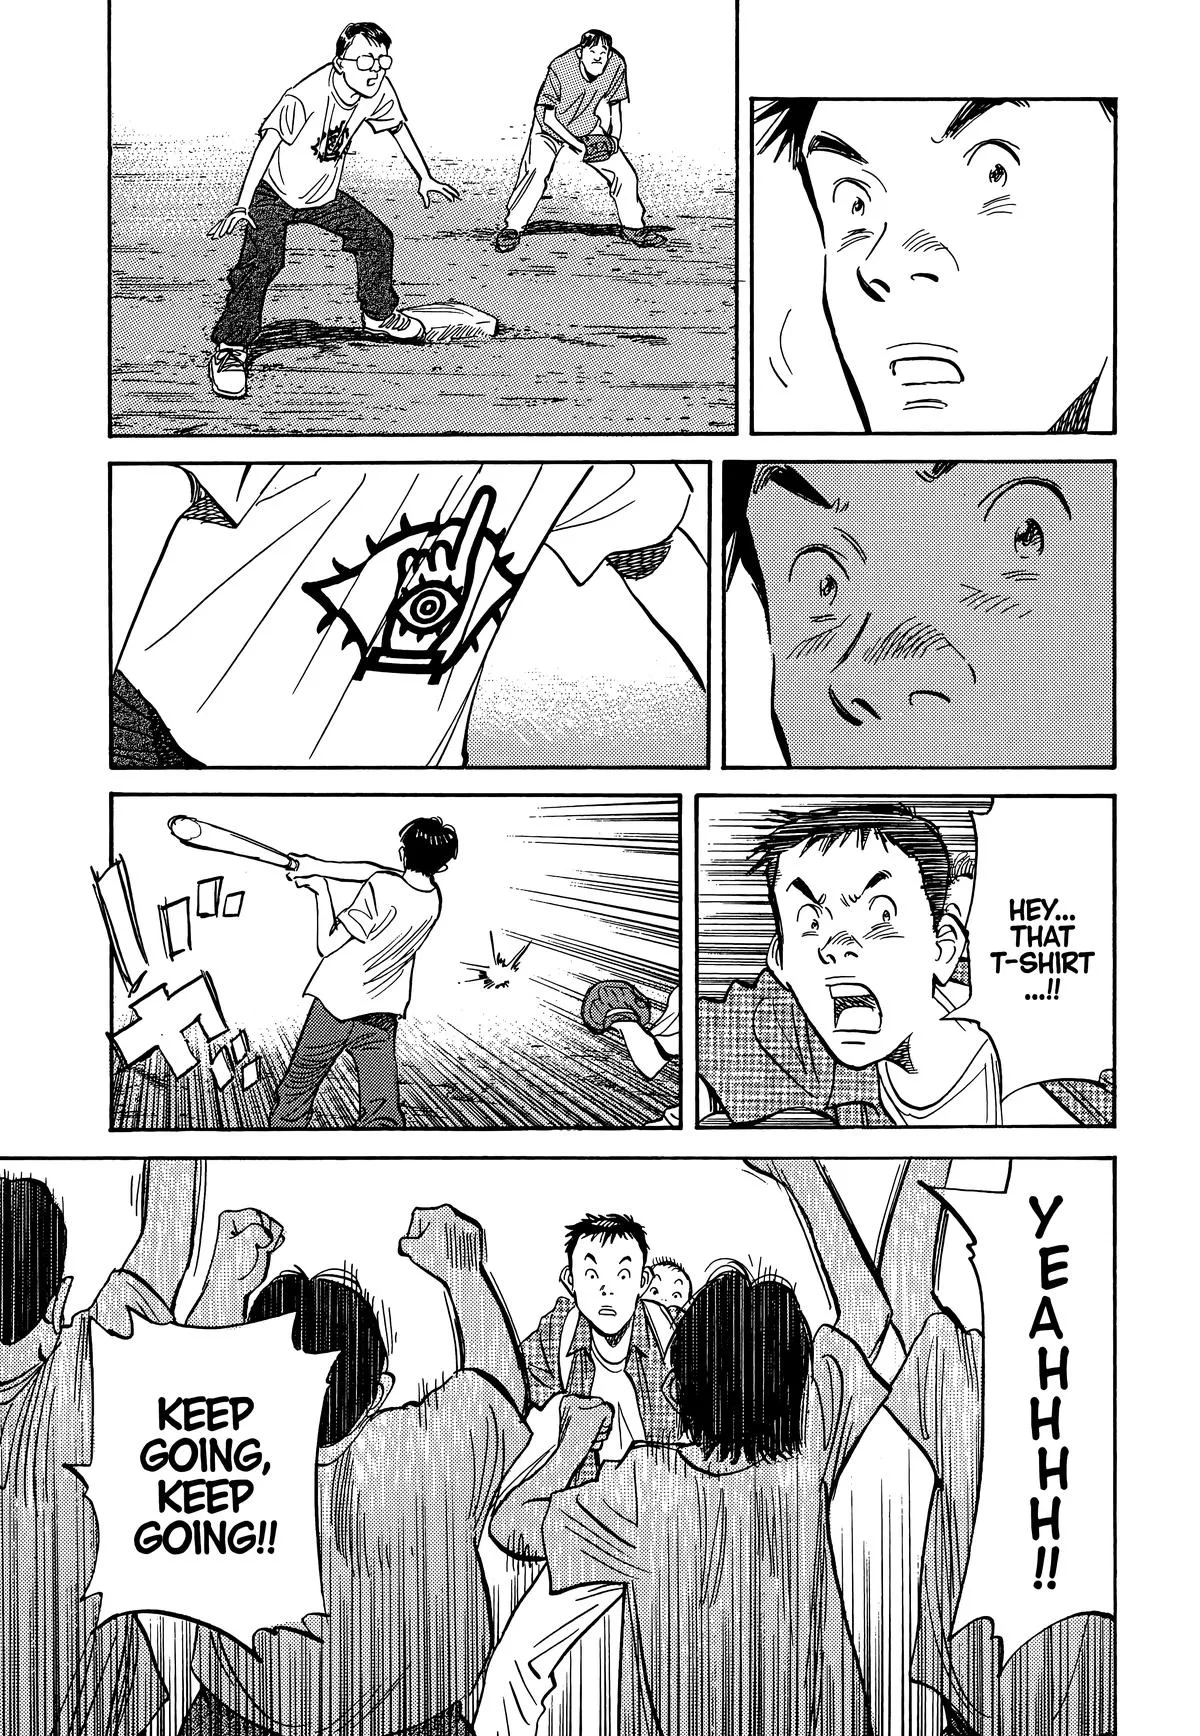 HEY...
THAT
T-SHIRT
...!!
YEAHHHH!!
KEEP
GOING,
KEEP
GOING!!